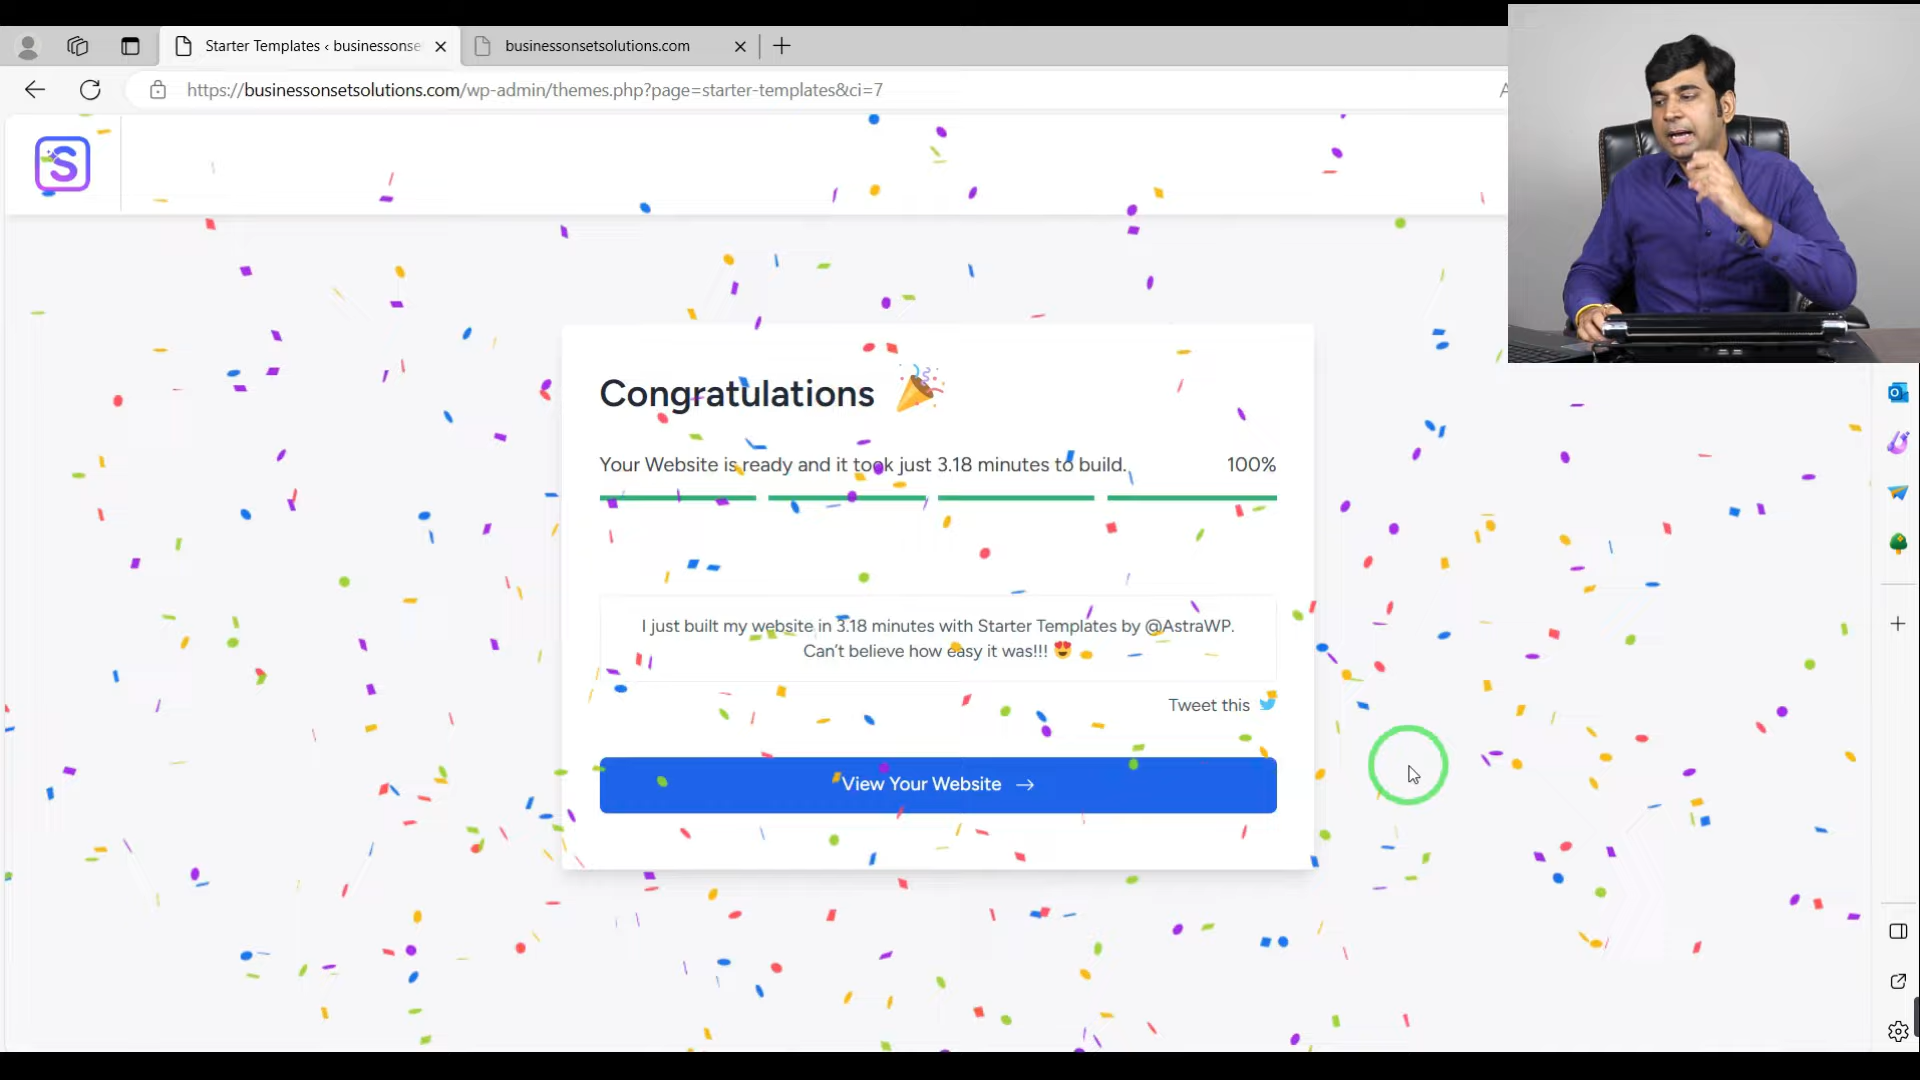 Starter Templates ‹ businessonse
businessonsetsolutions.com
https://businessonsetsolutions.com/wp-admin/themes.php?page=starter-templates&ci=7
A
S
Congratulations 🎉
Your Website is ready and it took just 3.18 minutes to build. 100%
I just built my website in 3.18 minutes with Starter Templates by @AstraWP.
Can't believe how easy it was!!! 😍
Tweet this
View Your Website →